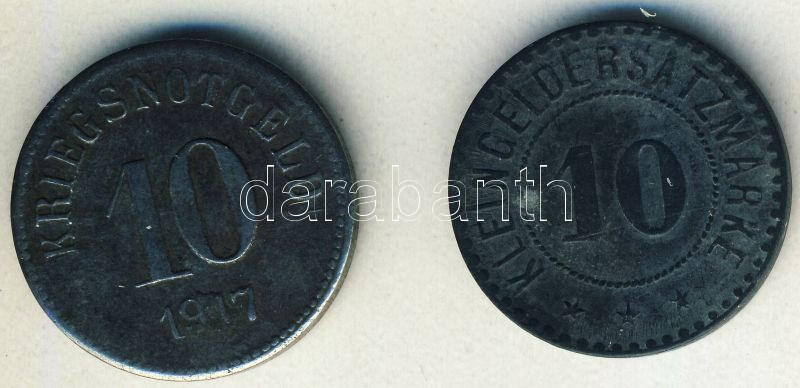 KRIEGSNOTGELD
10
1917
KLEINGELDERSATZMARKE
10
darabanth